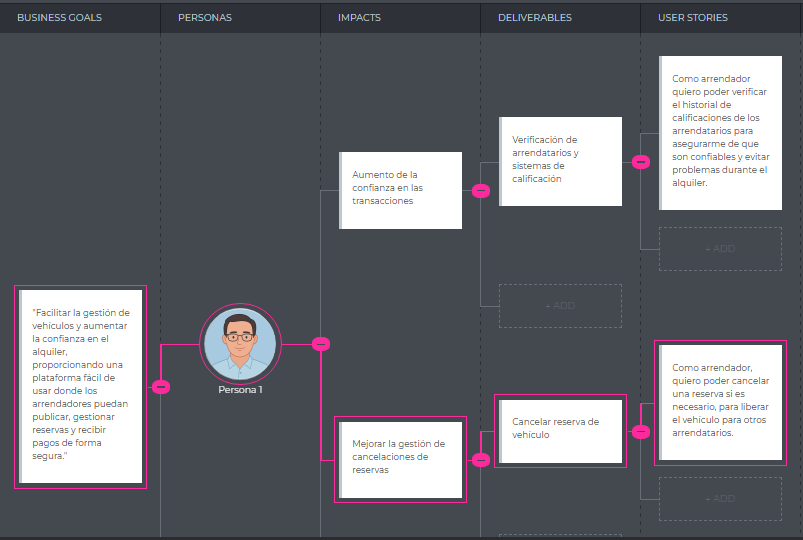 BUSINESS GOALS
PERSONAS
IMPACTS
DELIVERABLES
USER STORIES
"Facilitar la gestión de
vehículos y aumentar
la confianza en el
alquiler,
proporcionando una
plataforma fácil de
usar donde los
arrendadores puedan
publicar, gestionar
reservas y recibir
pagos de forma
segura."
Persona 1
Aumento de la
confianza en las
transacciones
Verificación de
arrendatarios y
sistemas de
calificación
Como arrendador
quiero poder verificar
el historial de
calificaciones de los
arrendatarios para
asegurarme de que
son confiables y evitar
problemas durante el
alquiler.
+ ADD
+ ADD
Mejorar la gestión de
cancelaciones de
reservas
Cancelar reserva de
vehículo
Como arrendador,
quiero poder cancelar
una reserva si es
necesario, para liberar
el vehículo para otros
arrendatarios.
+ ADD